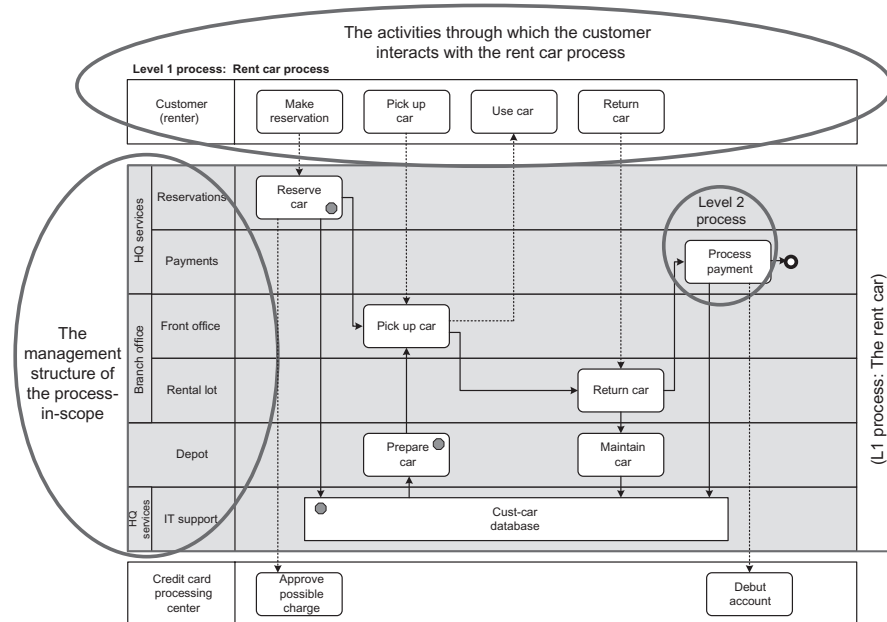 The activities through which the customer
interacts with the rent car process
Level 1 process: Rent car process
Customer
(renter)
Make
reservation
Pick up
car
Use car
Return
car
HQ services
Reservations
Reserve
car
Level 2
process
Payments
Process
payment
The
management
structure of
the process-
in-scope
Branch office
Front office
Pick up car
Rental lot
Return car
(L1 process: The rent car)
Depot
Prepare
car
Maintain
car
HQ
services
IT support
Cust-car
database
Credit card
processing
center
Approve
possible
charge
Debut
account